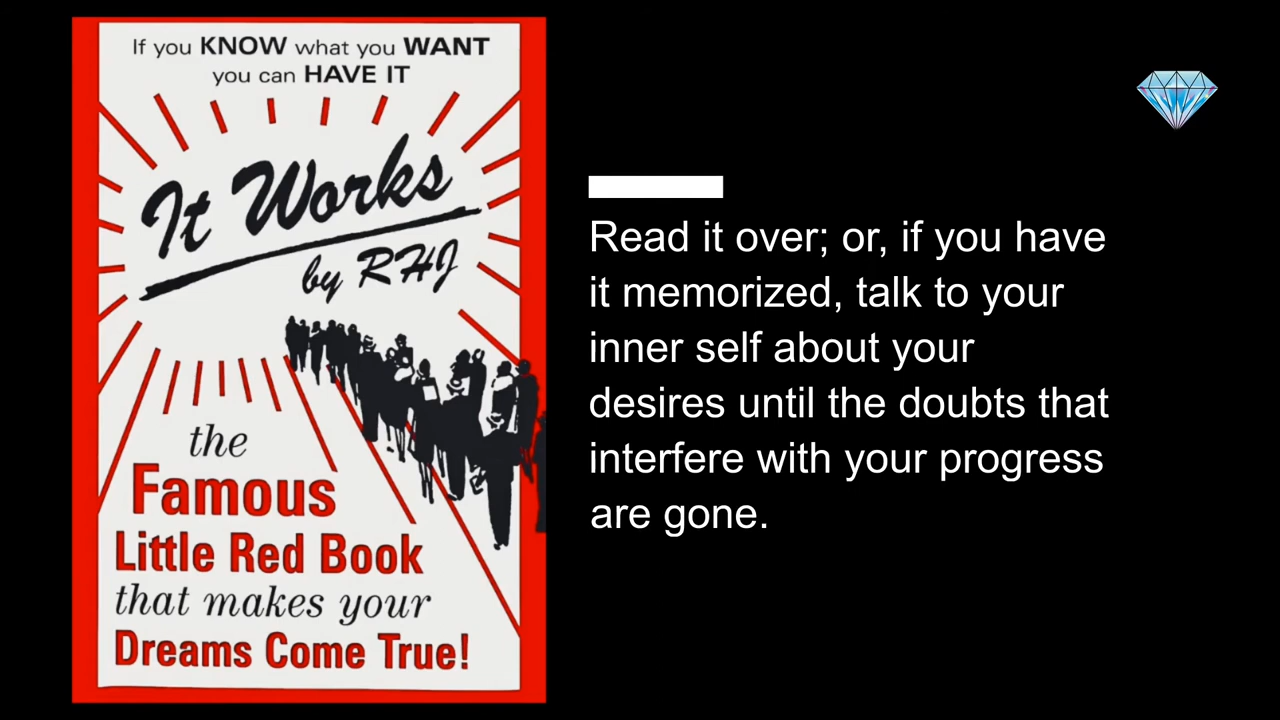 If you KNOW what you WANT
you can HAVE IT
It Works
by RHJ
the
Famous
Little Red Book
that makes your
Dreams Come True!
Read it over; or, if you have
it memorized, talk to your
inner self about your
desires until the doubts that
interfere with your progress
are gone.